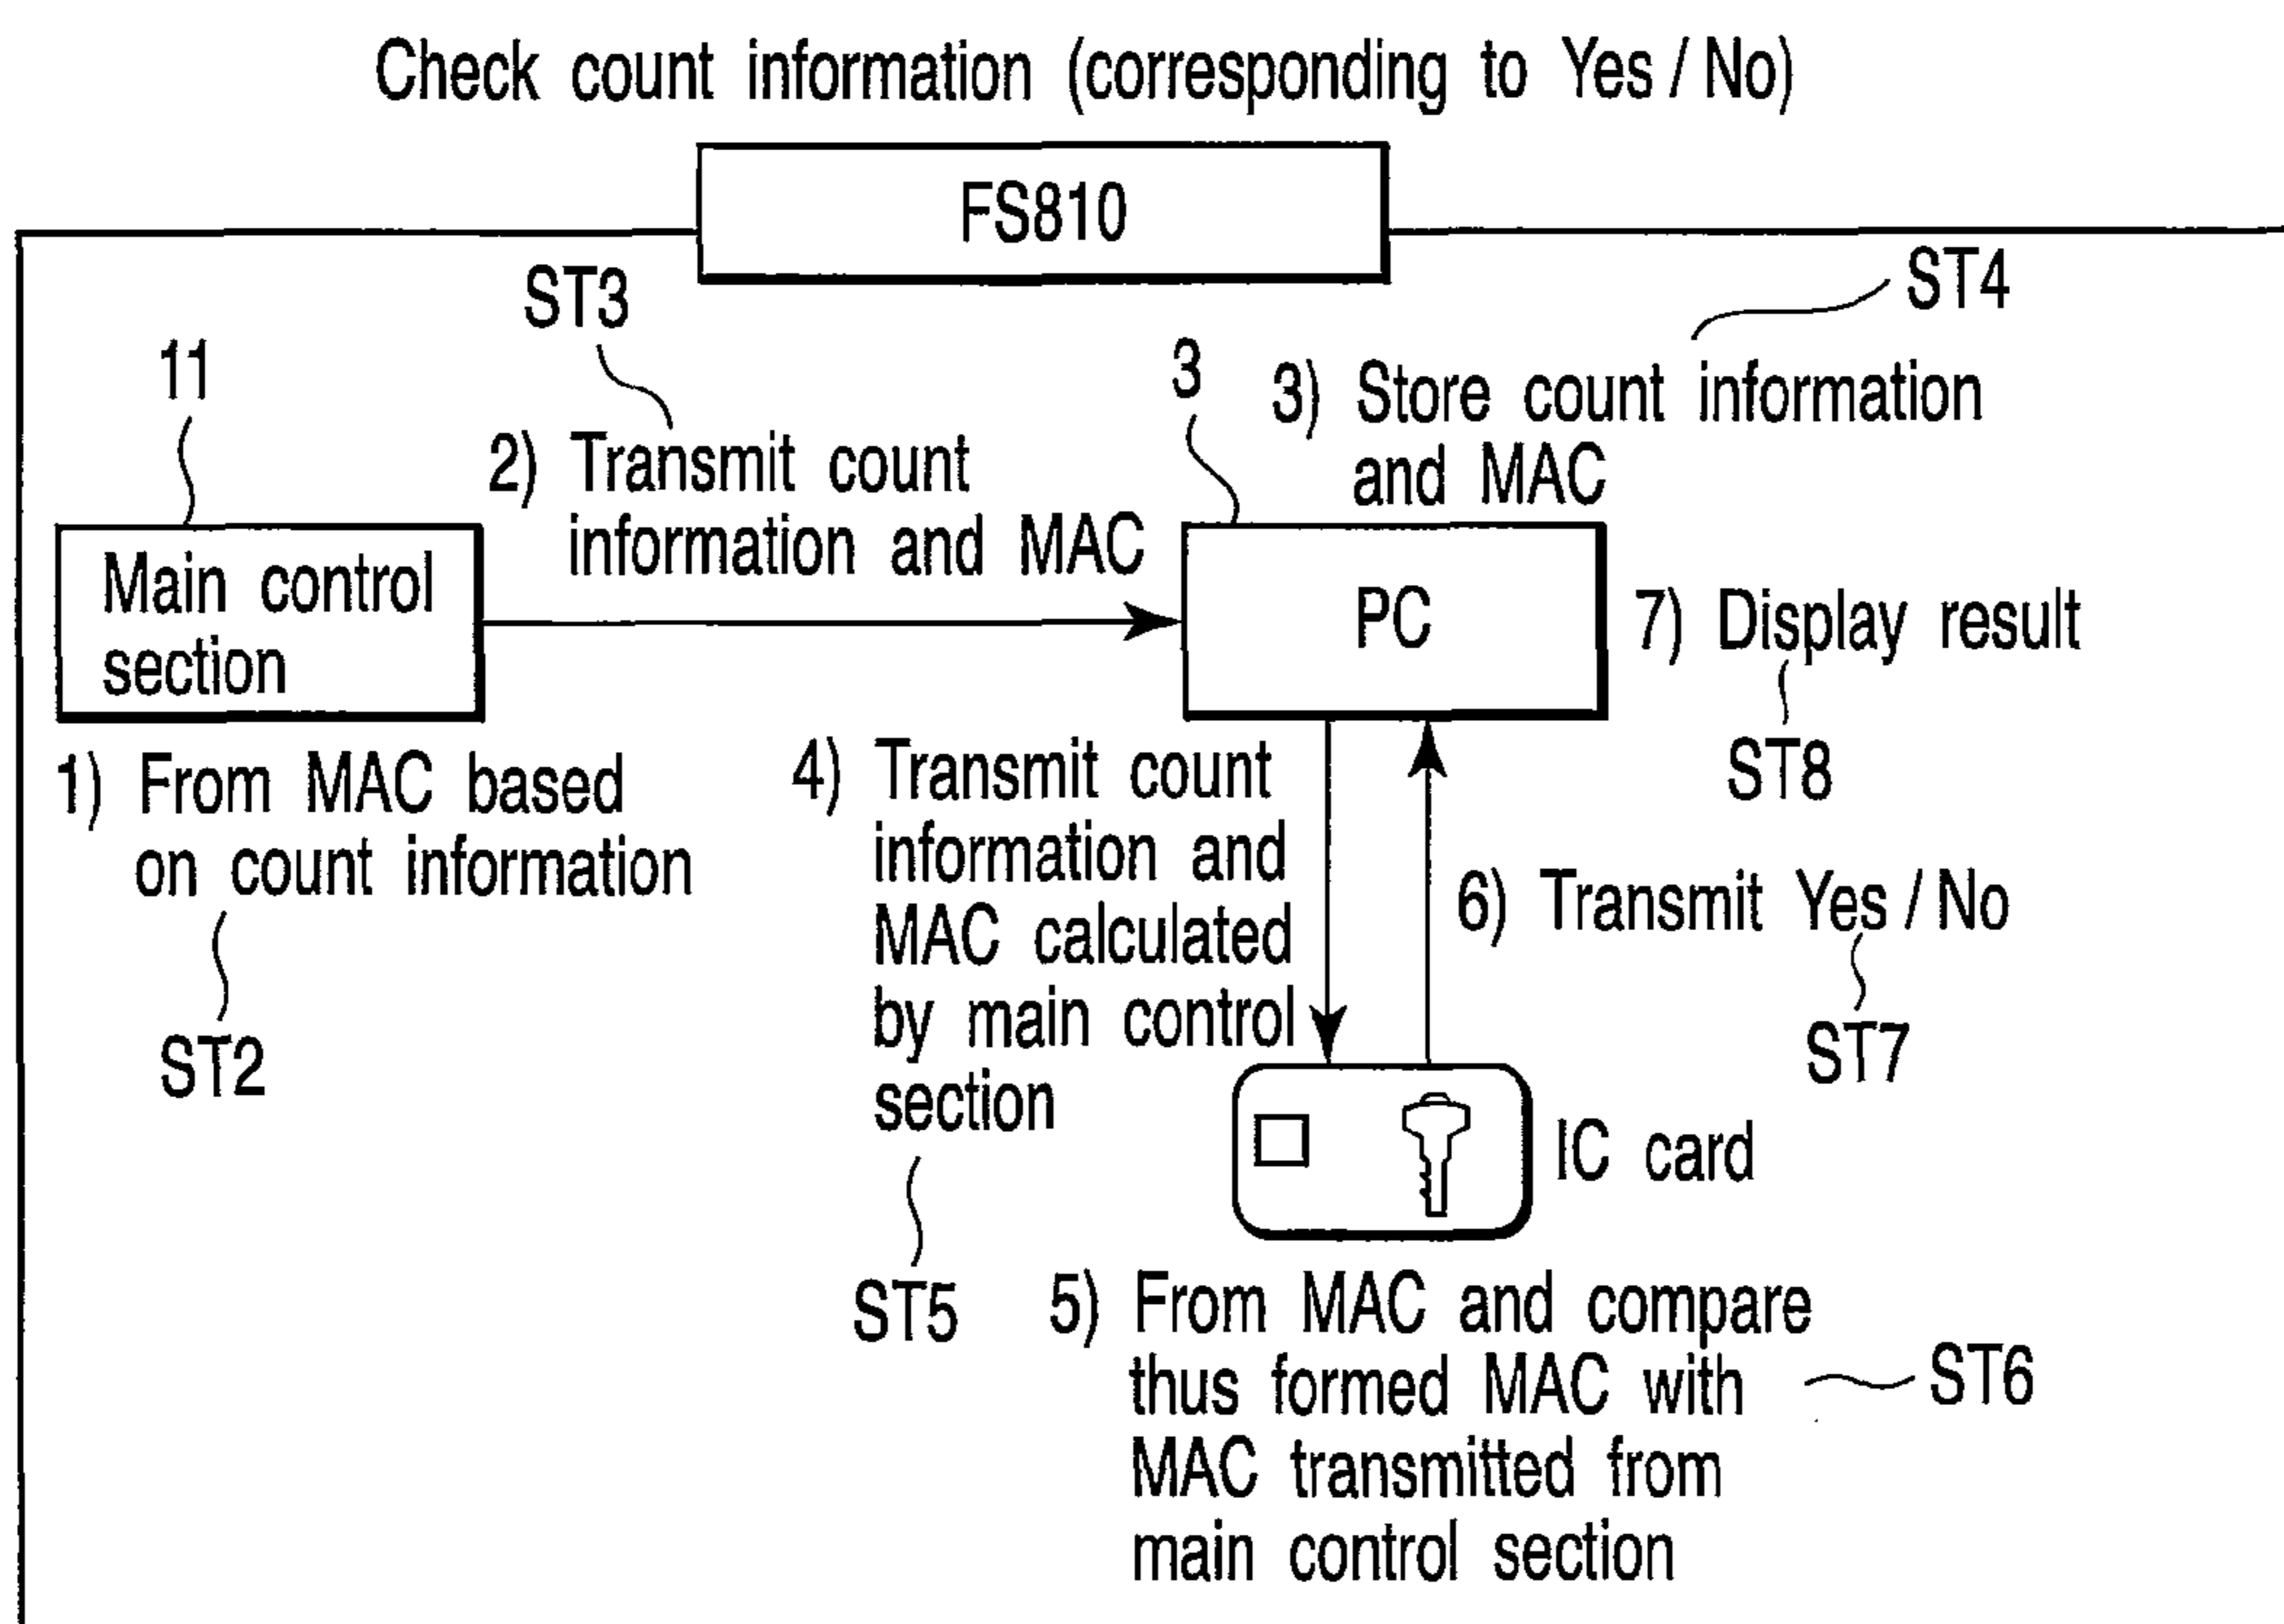 Check count information (corresponding to Yes / No)
FS810
ST3
ST4
11
3
3) Store count information
and MAC
2) Transmit count
information and MAC
Main control
section
PC
7) Display result
ST8
1) From MAC based
on count information
ST2
4) Transmit count
information and
MAC calculated
by main control
section
ST5
6) Transmit Yes / No
ST7
IC card
5) From MAC and compare
thus formed MAC with
MAC transmitted from
main control section
ST6